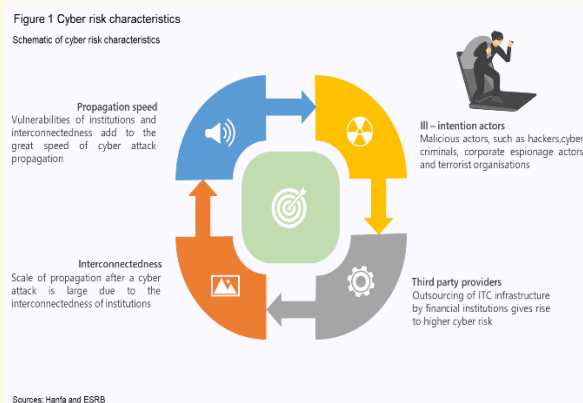 Figure 1 Cyber risk characteristics
Schematic of cyber risk characteristics
Propagation speed
Vulnerabilities of institutions and
interconnectedness add to the
great speed of cyber attack
propagation
Ill – intention actors
Malicious actors, such as hackers,cyber
criminals, corporate espionage actors
and terrorist organisations
Interconnectedness
Scale of propagation after a cyber
attack is large due to the
interconnectedness of institutions
Third party providers
Outsourcing of ITC infrastructure
by financial institutions gives rise
to higher cyber risk
Sources: Hanfa and ESRB